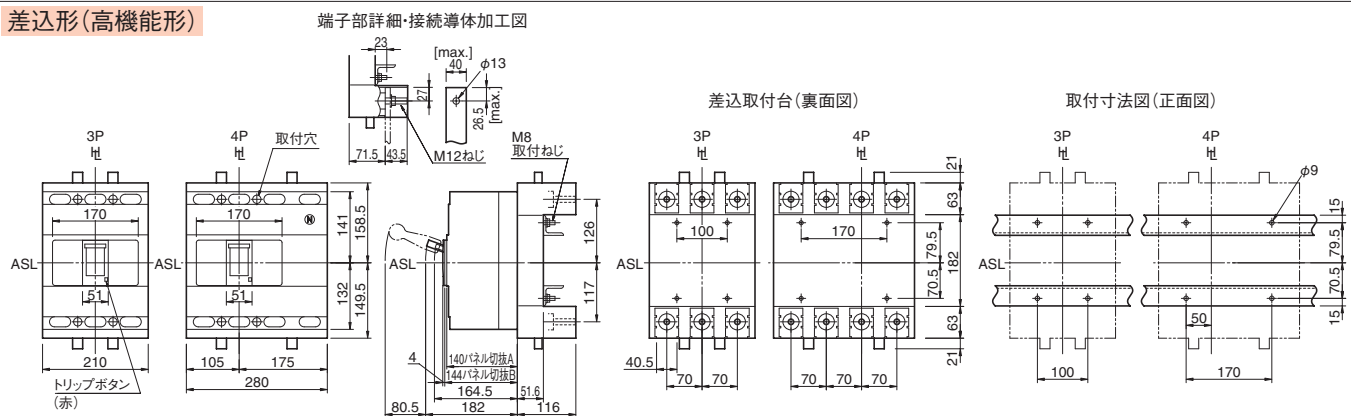 差込形(高機能形)
端子部詳細・接続導体加工図
23
[max.]
40
φ13
27
26.5
[max.]
71.5
43.5
M12ねじ
M8
取付ねじ
差込取付台(裏面図)
取付寸法図(正面図)
3P
4P
取付穴
3P
4P
3P
4P
170
170
N
141
158.5
132
149.5
ASL
ASL
51
51
210
105
175
280
トリップボタン
(赤)
ASL
126
117
4
140パネル切抜A
144パネル切抜B
164.5
51.6
80.5
182
116
21
63
100
170
79.5
182
70.5
ASL
63
21
40.5
70
70
70
70
70
φ9
15
79.5
ASL
70.5
15
50
100
170